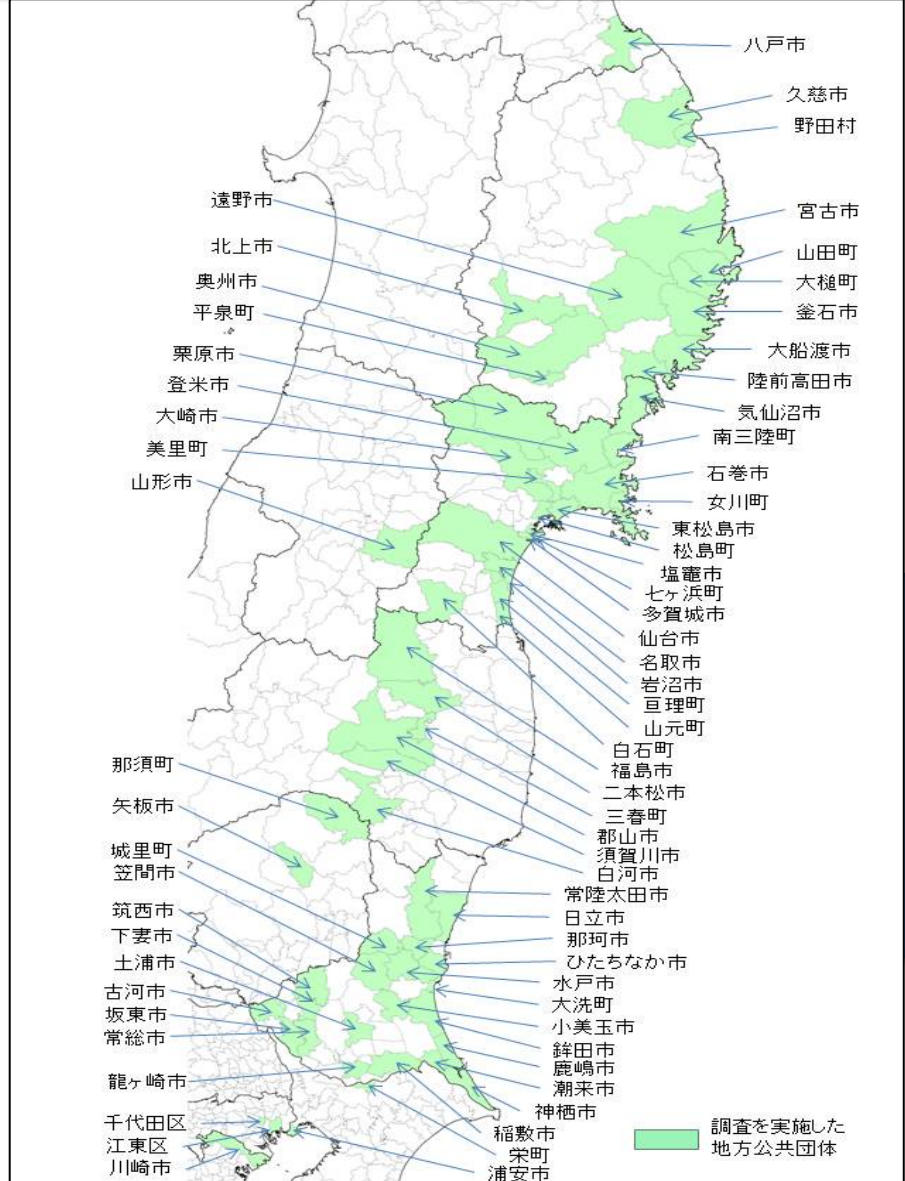 八戸市
久慈市
野田村
遠野市
宮古市
北上市
山田町
奥州市
大槌町
平泉町
釜石市
栗原市
大船渡市
登米市
陸前高田市
大崎市
気仙沼市
美里町
南三陸町
山形市
石巻市
女川町
東松島市
松島町
塩竈市
七ヶ浜町
多賀城市
仙台市
名取市
岩沼市
亘理町
山元町
白石町
福島市
那須町
二本松市
矢板市
三春町
郡山市
城里町
須賀川市
笠間市
白河市
常陸太田市
筑西市
日立市
下妻市
那珂市
土浦市
ひたちなか市
水戸市
古河市
大洗町
坂東市
小美玉市
常総市
鉾田市
鹿嶋市
龍ヶ崎市
潮来市
神栖市
千代田区
稲敷市
江東区
栄町
川崎市
浦安市
調査を実施した
地方公共団体